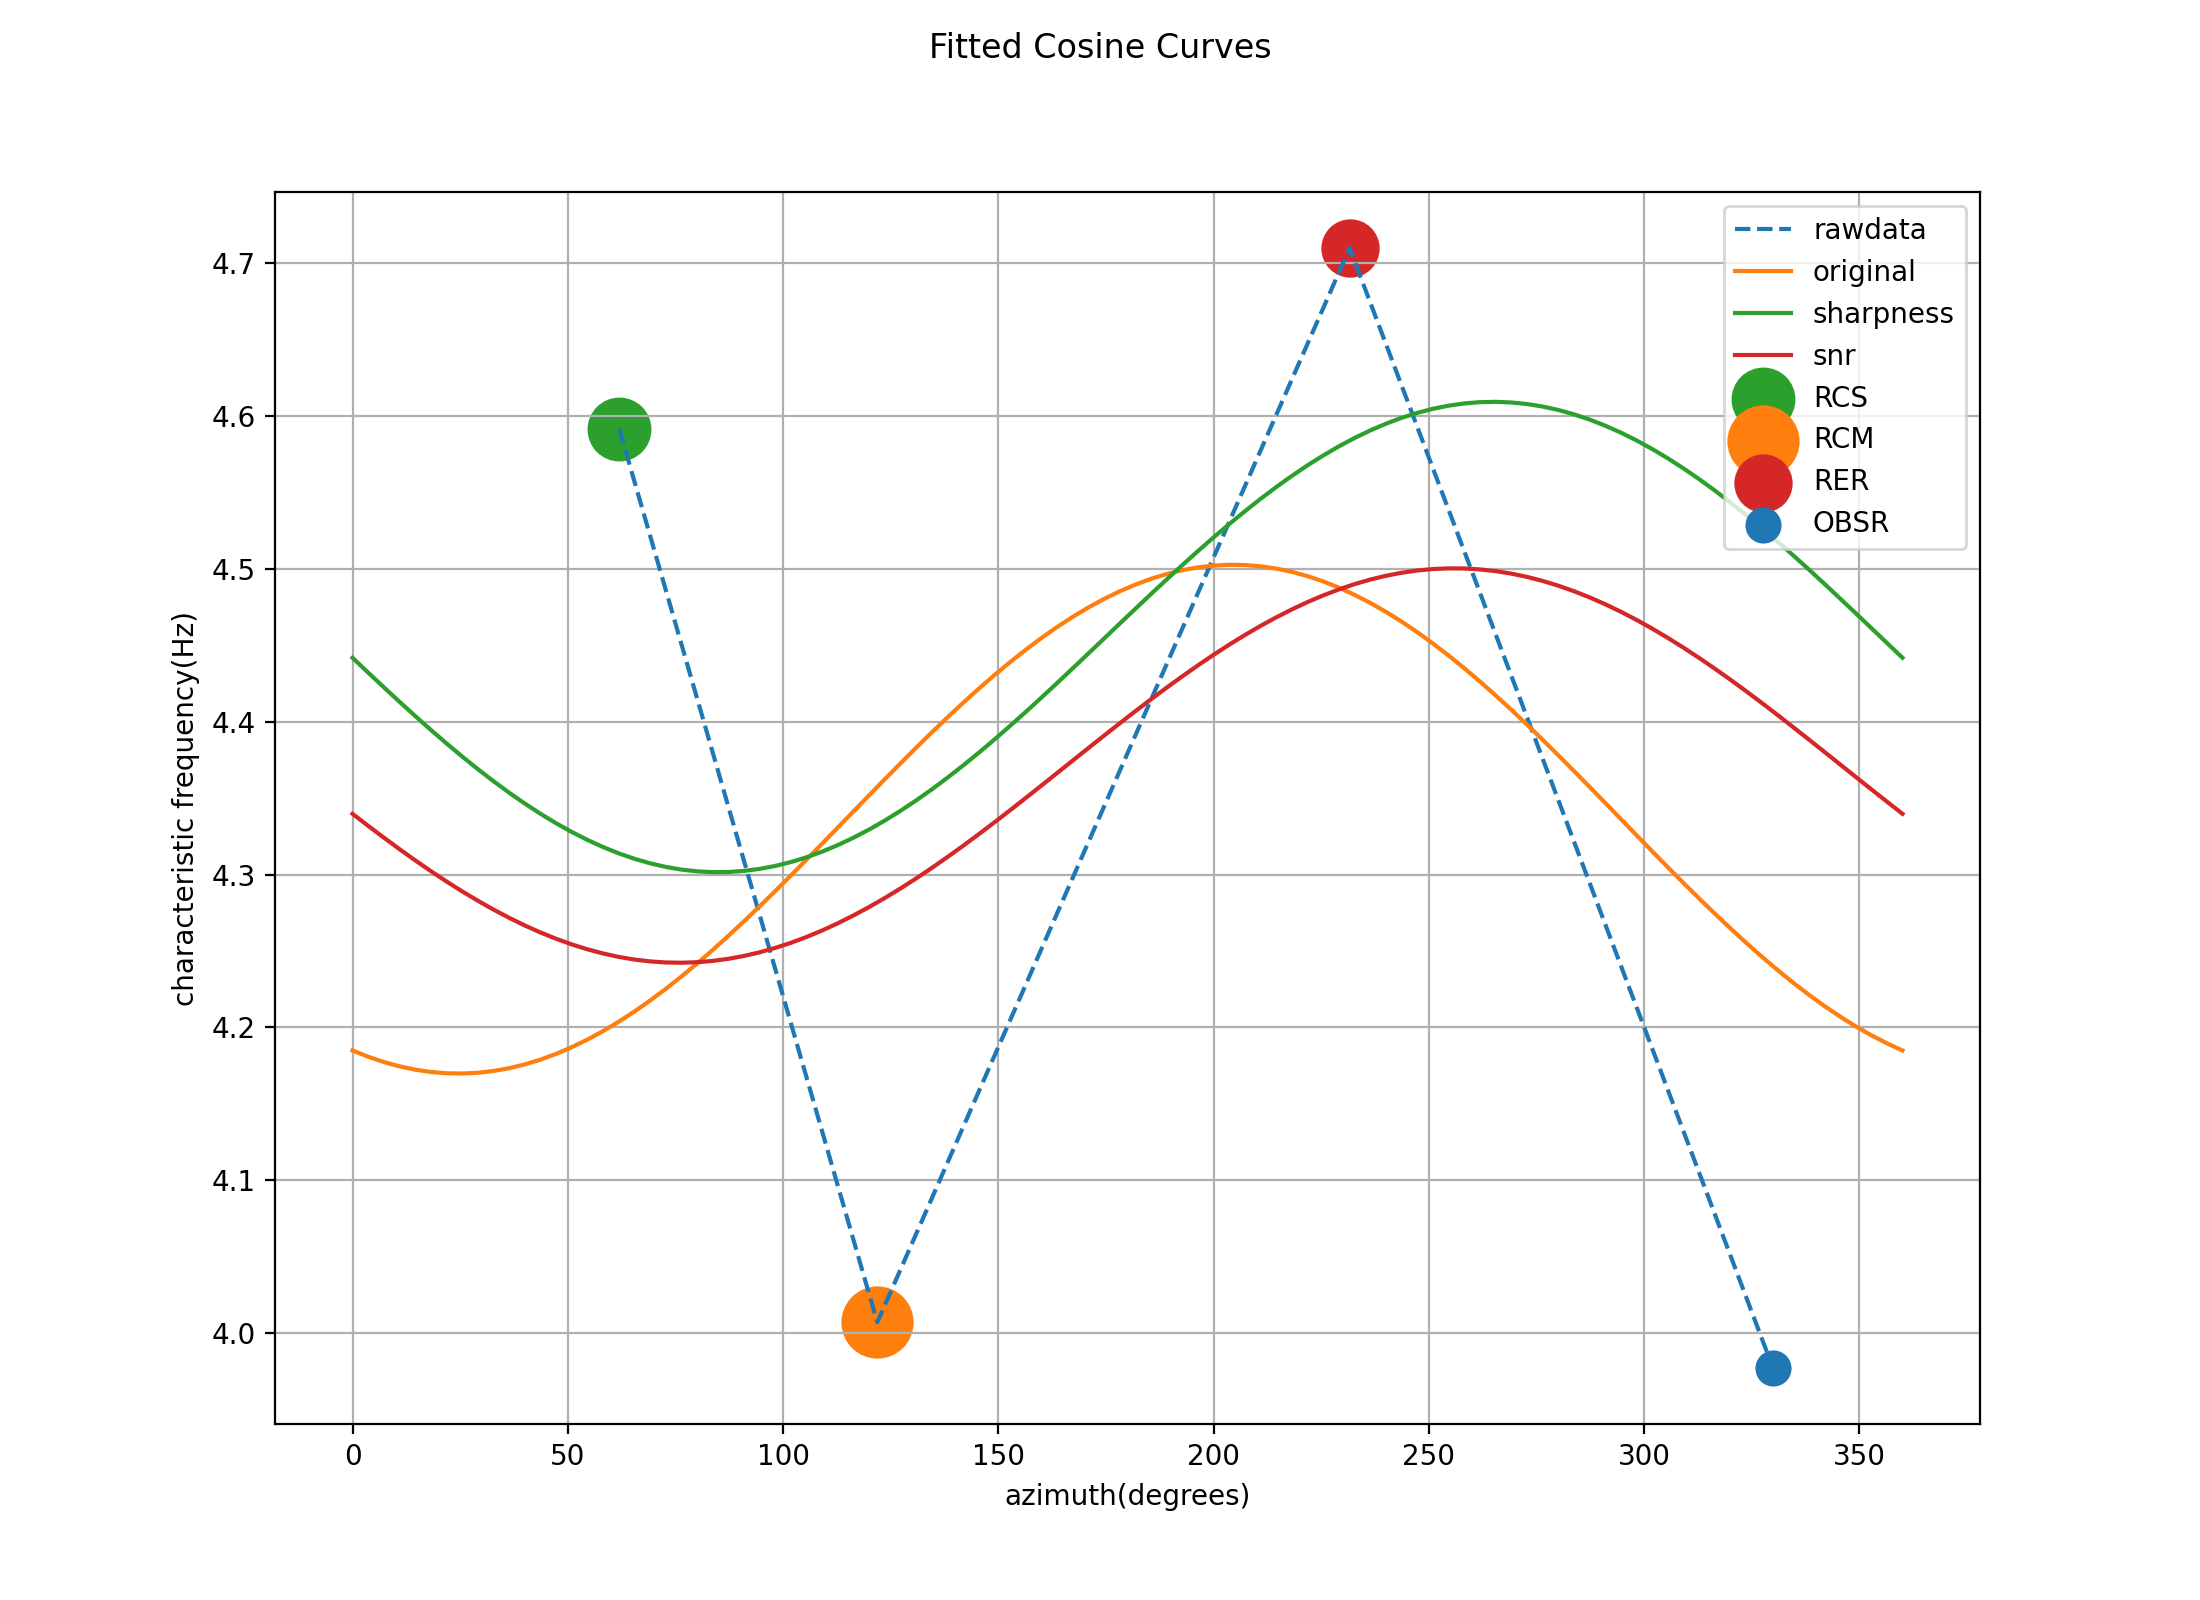 Fitted Cosine Curves
rawdata
original
sharpness
snr
RCS
RCM
RER
OBSR
characteristic frequency(Hz)
4.7
4.6
4.5
4.4
4.3
4.2
4.1
4.0
0 50 100 150 200 250 300 350
azimuth(degrees)